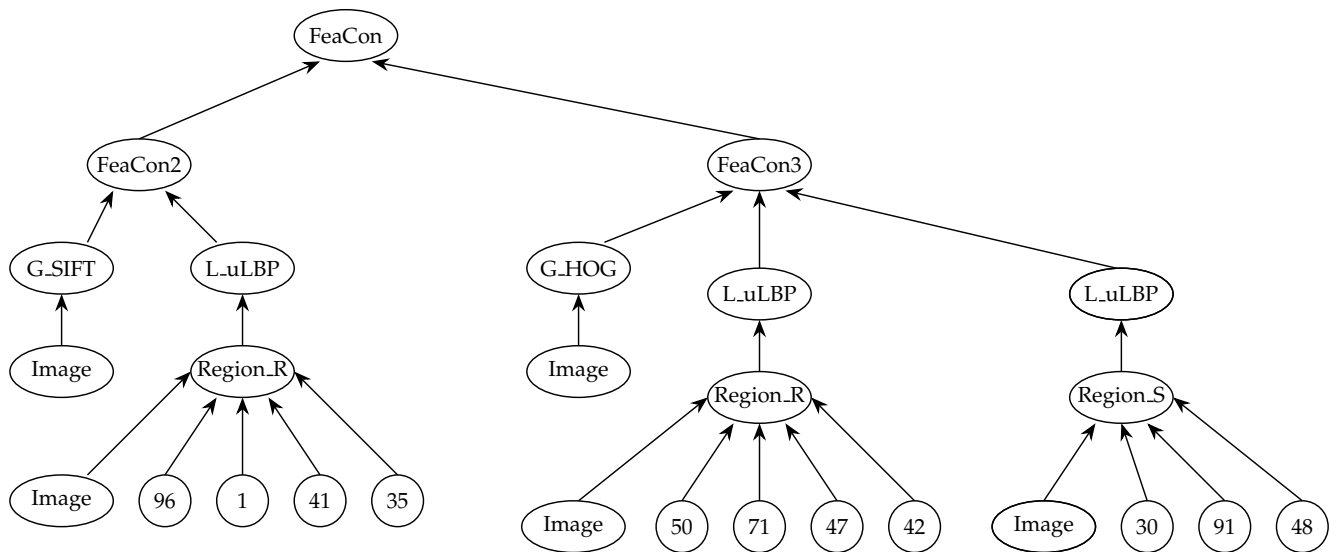 FeaCon
FeaCon2 FeaCon3
G_SIFT L_uLBP G_HOG L_uLBP L_uLBP
Image Region_R Image Region_R Region_S
Image 96 1 41 35 Image 50 71 47 42 Image 30 91 48